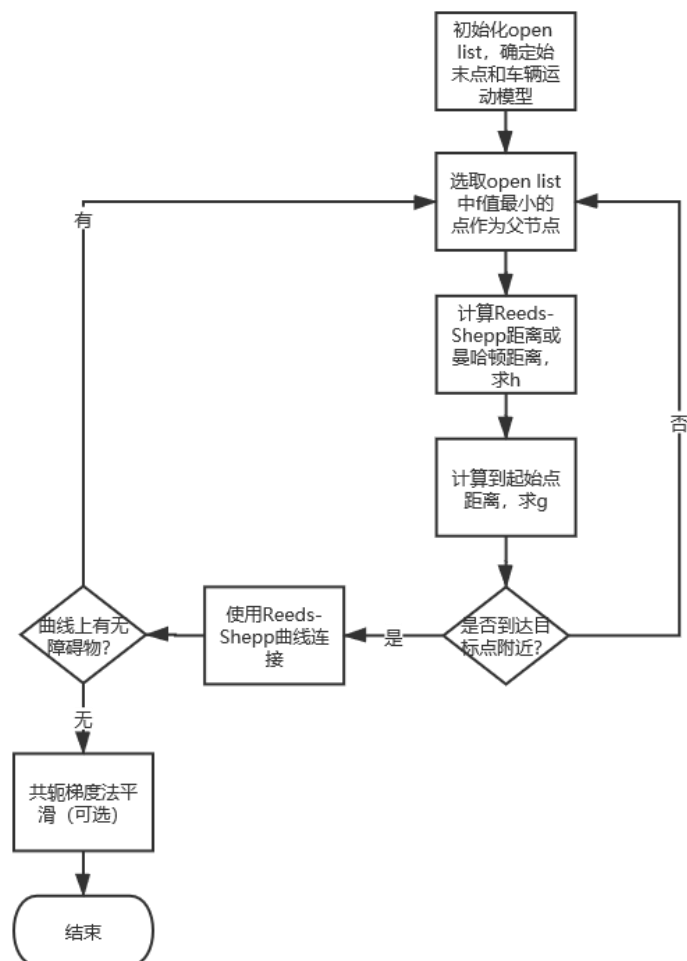 初始化open
list，确定始
末点和车辆运
动模型
选取open list
中f值最小的
点作为父节点
有
计算Reeds-
Shepp距离或
曼哈顿距离，
求h
否
计算到起始点
距离，求g
是否到达目
标点附近？
是
使用Reeds-
Shepp曲线连
接
曲线上有无
障碍物？
无
共轭梯度法平
滑（可选）
结束